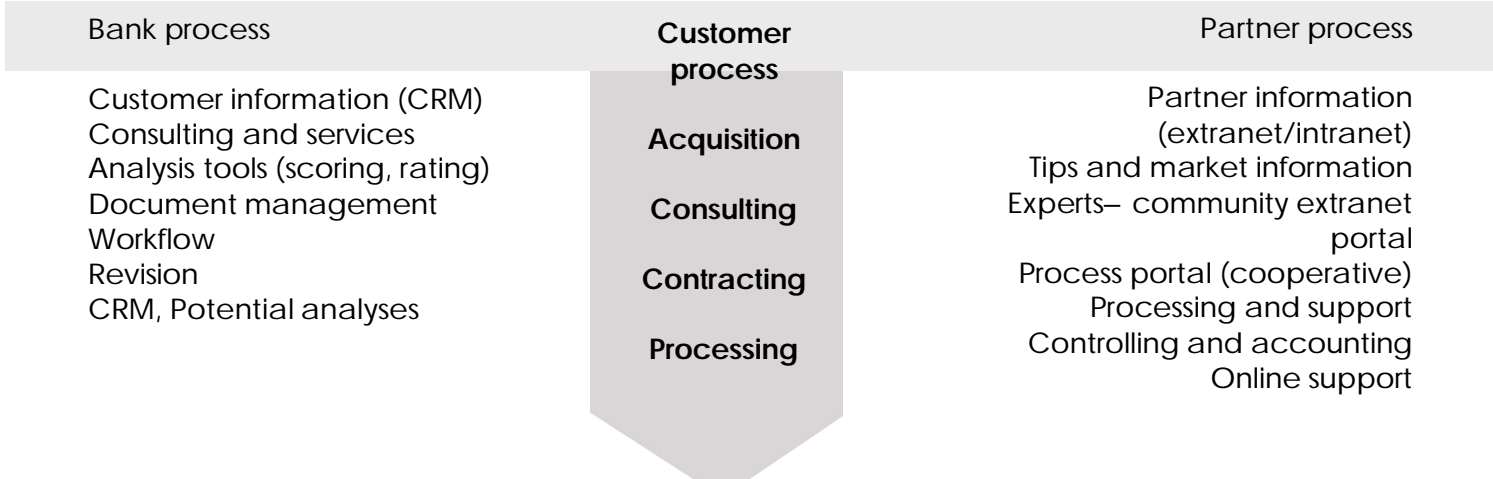 Bank process
Customer information (CRM)
Consulting and services
Analysis tools (scoring, rating)
Document management
Workflow
Revision
CRM, Potential analyses
Customer
process
Acquisition
Consulting
Contracting
Processing
Partner process
Partner information
(extranet/intranet)
Tips and market information
Experts– community extranet
portal
Process portal (cooperative)
Processing and support
Controlling and accounting
Online support